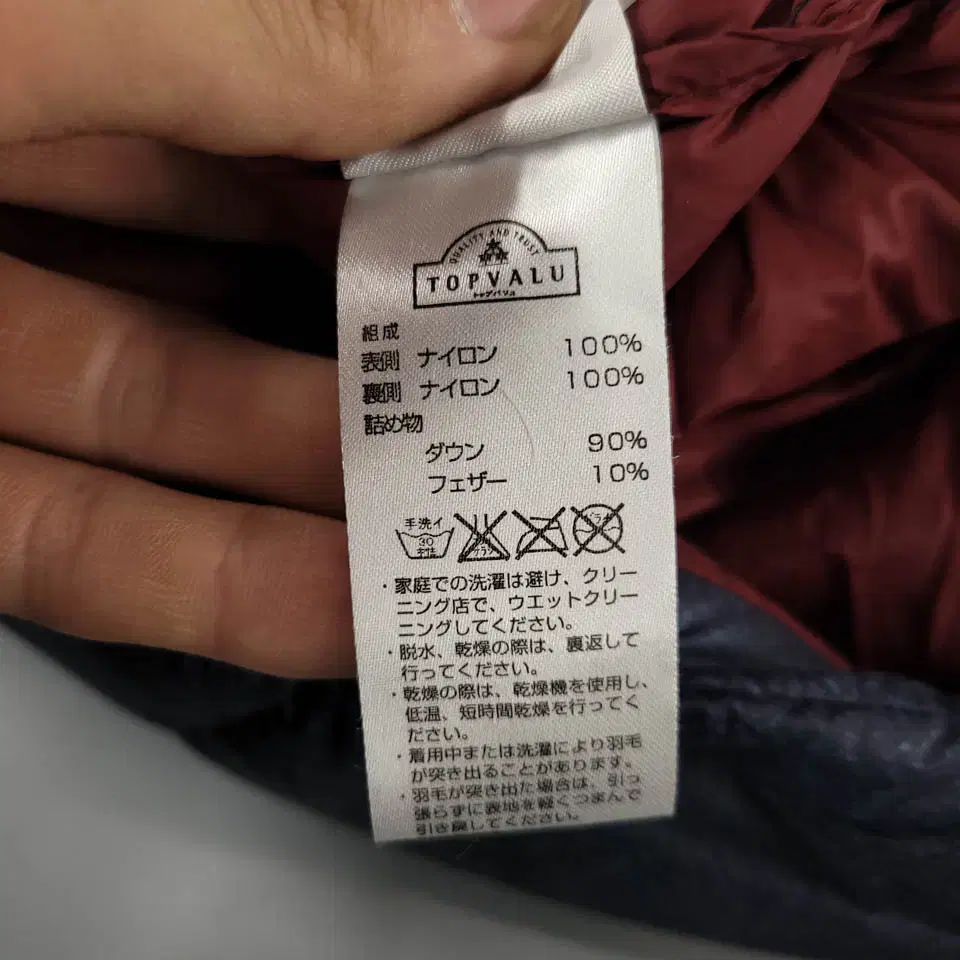 QUALITY AND TRUST
TOPVALU
トップバリュ
組成
表側 ナイロン 100%
裏側 ナイロン 100%
詰め物
ダウン 90%
フェザー 10%
手洗イ
30
中性
・家庭での洗濯は避け、クリー
ニング店で、ウエットクリー
ニングしてください。
・脱水、乾燥の際は、裏返して
行ってください。
・乾燥の際は、乾燥機を使用し、
低温、短時間乾燥を行ってく
ださい。
・着用中または洗濯により羽毛
が突き出ることがあります。
・羽毛が突き出た場合は、引っ
張らずに表地を軽くつまんで
引き戻してください。